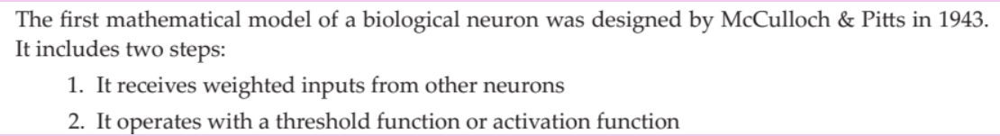 The first mathematical model of a biological neuron was designed by McCulloch & Pitts in 1943.
It includes two steps:
1. It receives weighted inputs from other neurons
2. It operates with a threshold function or activation function